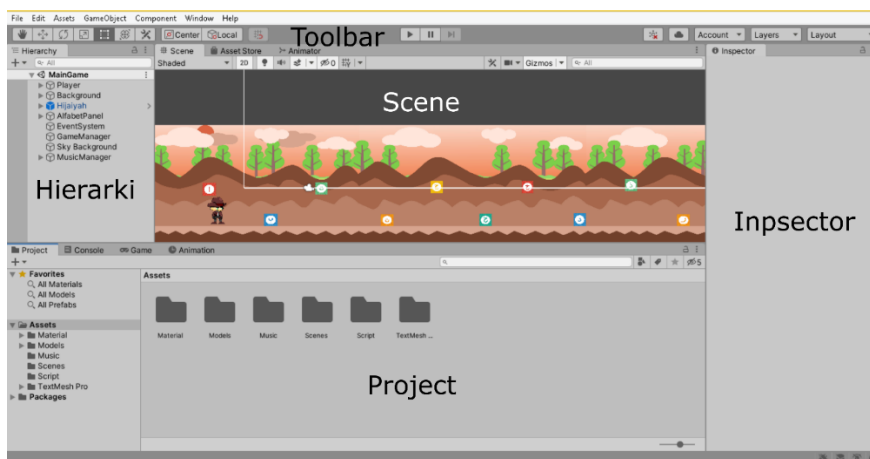 File Edit Assets GameObject Component Window Help
Center Local Toolbar Account Layers Layout
Hierarchy Scene Asset Store Animator Inspector
All Shaded 2D 0 Gizmos All
MainGame
Player
Background
Hijaiyah
AlfabetPanel
EventSystem
GameManager
Sky Background
MusicManager
Scene
Hierarki
Inpsector
Project Console Game Animation
5
Favorites
All Materials
All Models
All Prefabs
Assets
Material
Models
Music
Scenes
Script
TextMesh Pro
Packages
Assets
Material Models Music Scenes Script TextMesh ...
Project